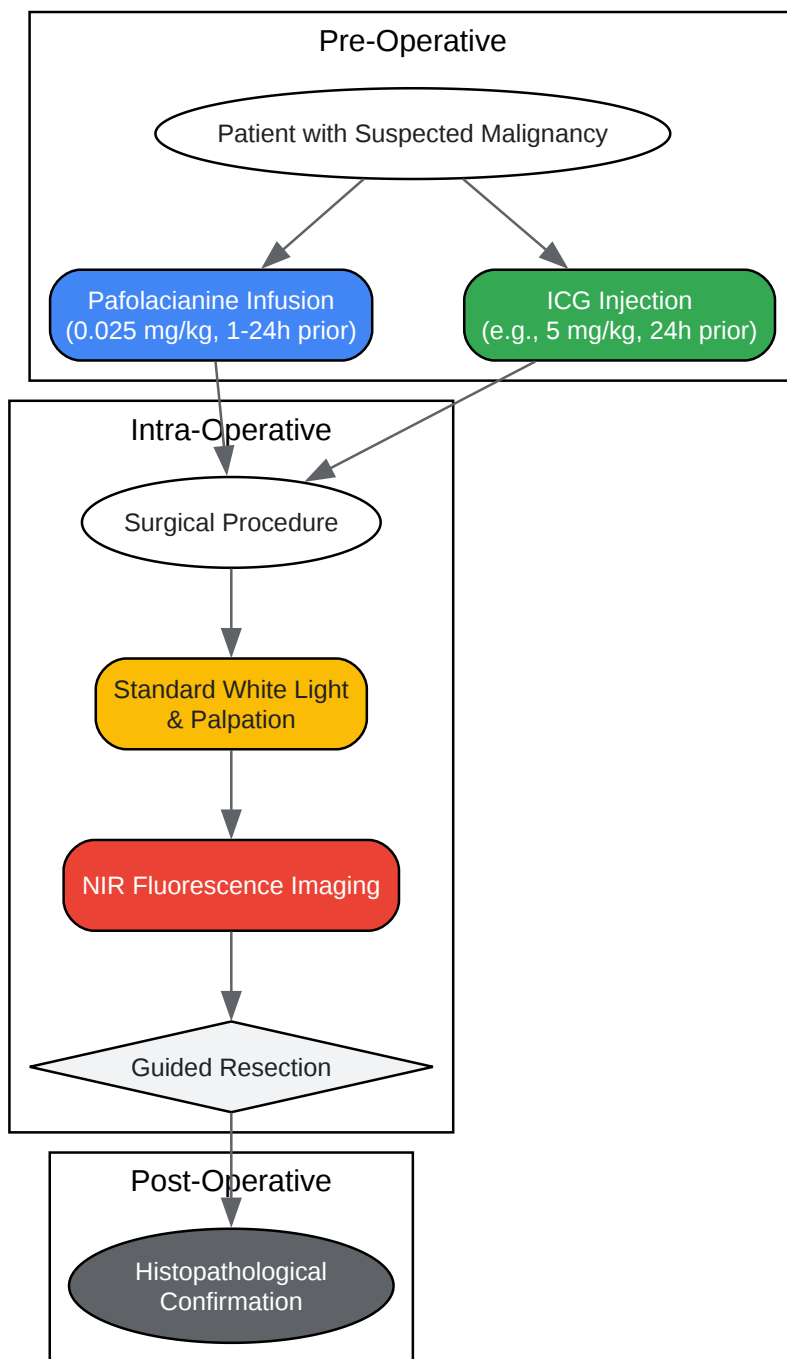 Pre-Operative
Patient with Suspected Malignancy
Pafolacianine Infusion
(0.025 mg/kg, 1-24h prior)
ICG Injection
(e.g., 5 mg/kg, 24h prior)
Intra-Operative
Surgical Procedure
Standard White Light
& Palpation
NIR Fluorescence Imaging
Guided Resection
Post-Operative
Histopathological
Confirmation